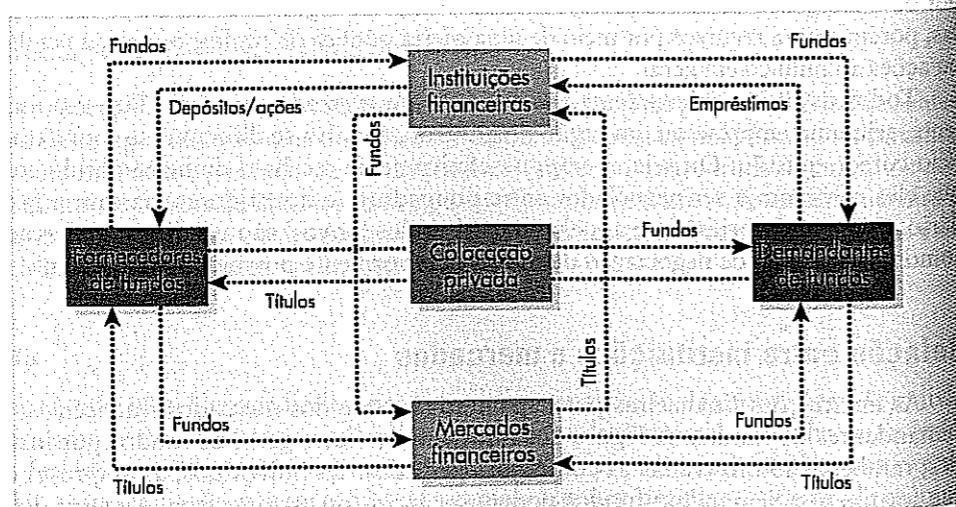 Fundos
Fundos
Instituições
financeiras
Depósitos/ações
Empréstimos
Fundos
Fornecedores
de fundos
Colocação
privada
Fundos
Demandantes
de fundos
Títulos
Títulos
Fundos
Mercados
financeiros
Fundos
Títulos
Títulos